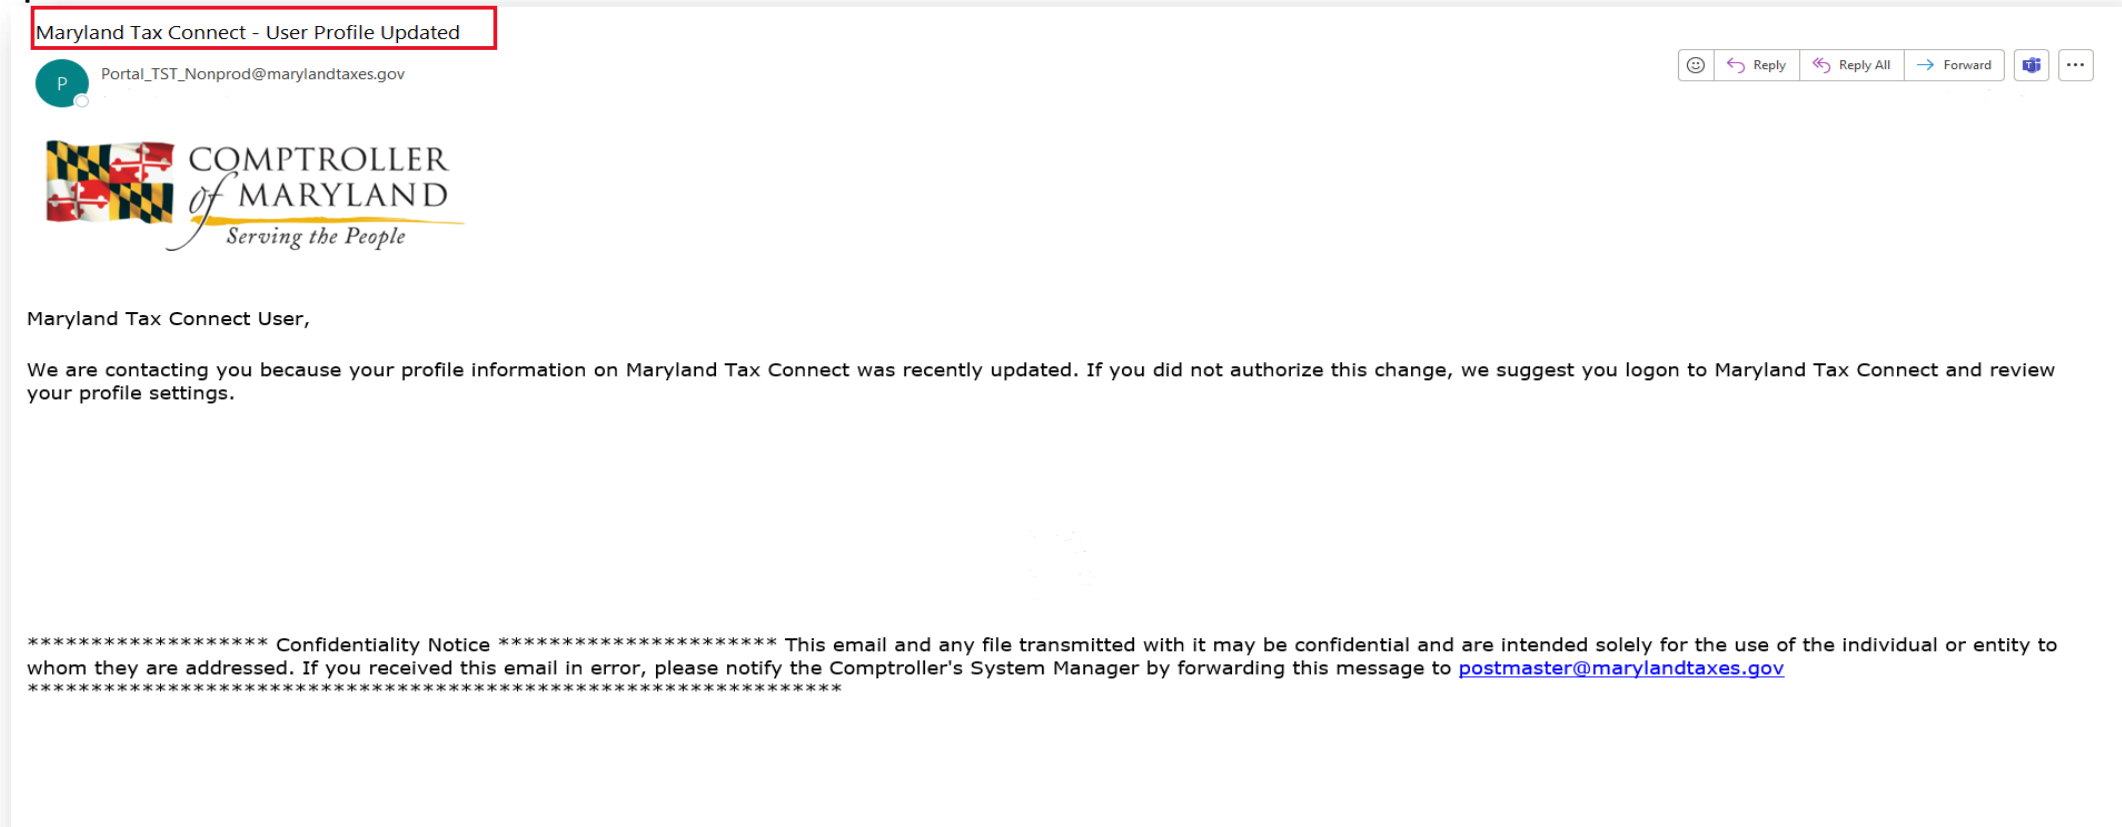 Maryland Tax Connect - User Profile Updated
P
Portal_TST_Nonprod@marylandtaxes.gov
Reply
Reply All
Forward
COMPTROLLER
of MARYLAND
Serving the People
Maryland Tax Connect User,
We are contacting you because your profile information on Maryland Tax Connect was recently updated. If you did not authorize this change, we suggest you logon to Maryland Tax Connect and review
your profile settings.
******************* Confidentiality Notice ********************** This email and any file transmitted with it may be confidential and are intended solely for the use of the individual or entity to
whom they are addressed. If you received this email in error, please notify the Comptroller's System Manager by forwarding this message to postmaster@marylandtaxes.gov
****************************************************************